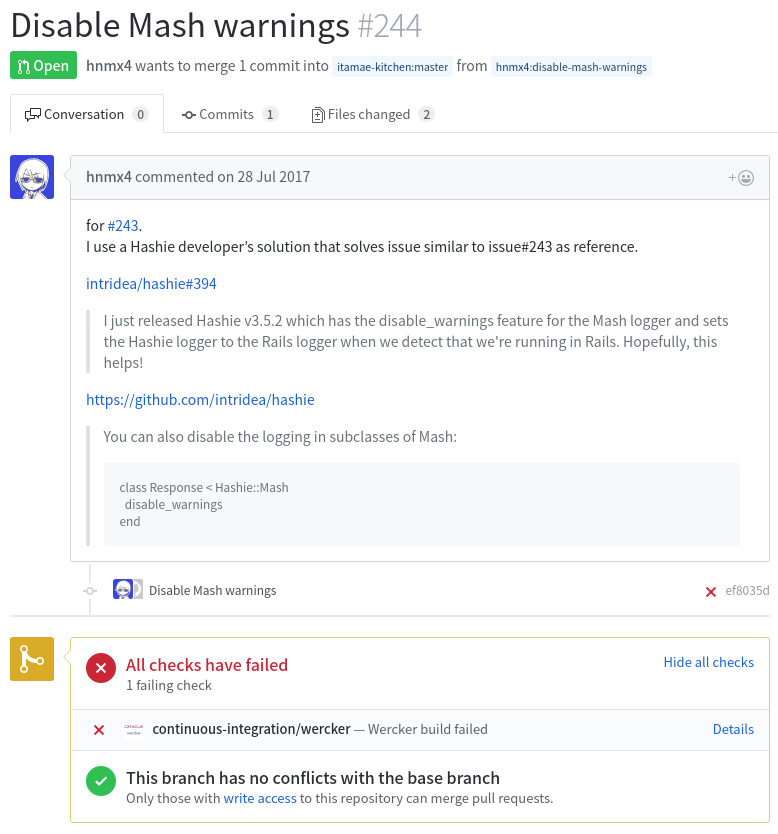 Disable Mash warnings #244
Open hnmx4 wants to merge 1 commit into itamae-kitchen:master from hnmx4:disable-mash-warnings
Conversation 0 Commits 1 Files changed 2
hnmx4 commented on 28 Jul 2017
for #243.
I use a Hashie developer’s solution that solves issue similar to issue#243 as reference.
intridea/hashie#394
I just released Hashie v3.5.2 which has the disable_warnings feature for the Mash logger and sets
the Hashie logger to the Rails logger when we detect that we're running in Rails. Hopefully, this
helps!
https://github.com/intridea/hashie
You can also disable the logging in subclasses of Mash:
class Response < Hashie::Mash
disable_warnings
end
Disable Mash warnings ef8035d
All checks have failed Hide all checks
1 failing check
ORACLE
wercker
continuous-integration/wercker — Wercker build failed Details
This branch has no conflicts with the base branch
Only those with write access to this repository can merge pull requests.